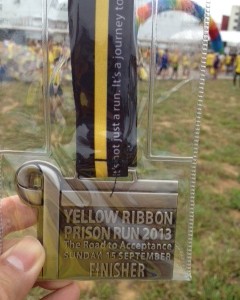 It's not just a run. It's a journey to
YELLOW RIBBON
PRISON RUN 2013
The Road to Acceptance
SUNDAY 15 SEPTEMBER
FINISHER